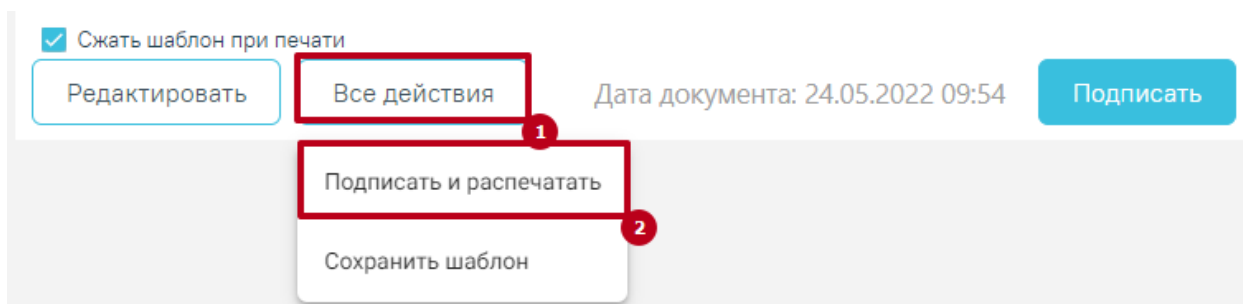 Сжать шаблон при печати
Редактировать Все действия Дата документа: 24.05.2022 09:54 Подписать
1
Подписать и распечатать
2
Сохранить шаблон